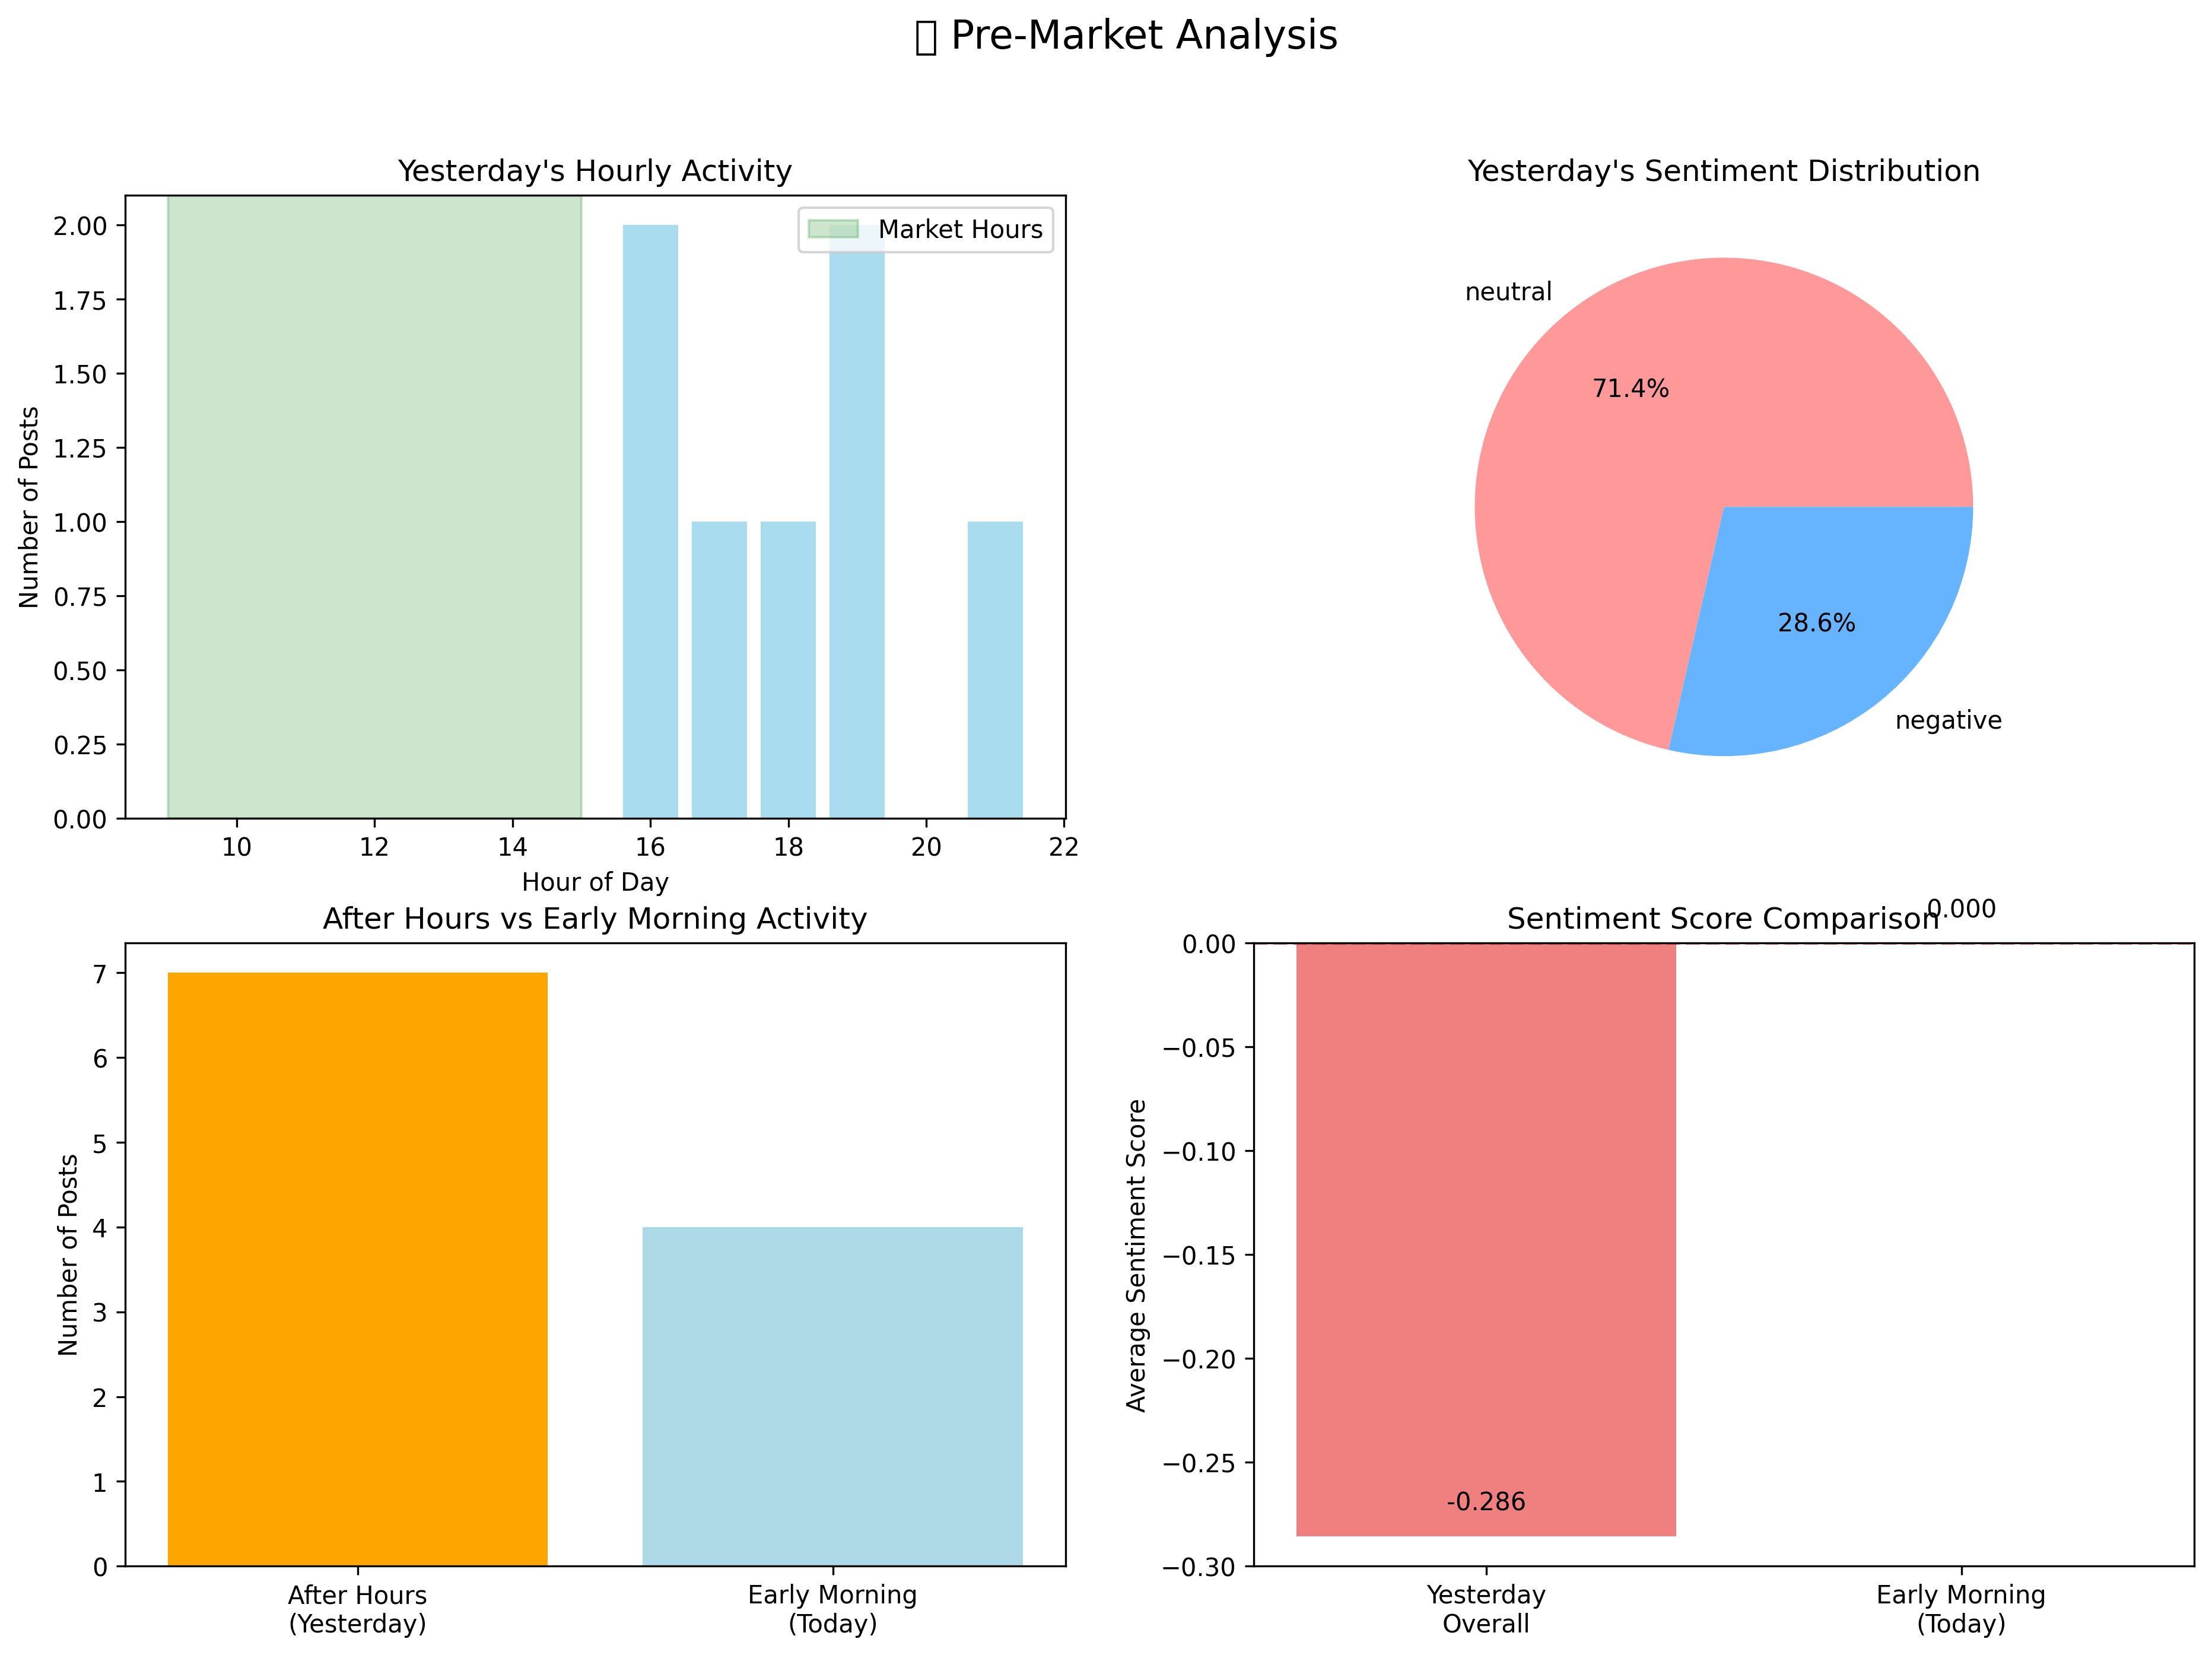 ▯ Pre-Market Analysis
Yesterday's Hourly Activity
Market Hours
2.00
1.75
1.50
1.25
1.00
0.75
0.50
0.25
0.00
Number of Posts
10 12 14 16 18 20 22
Hour of Day
Yesterday's Sentiment Distribution
neutral
71.4%
28.6%
negative
After Hours vs Early Morning Activity
7
6
5
4
3
2
1
0
Number of Posts
After Hours
(Yesterday)
Early Morning
(Today)
Sentiment Score Comparison
0.000
0.00
−0.05
−0.10
−0.15
−0.20
−0.25
−0.30
Average Sentiment Score
-0.286
Yesterday
Overall
Early Morning
(Today)